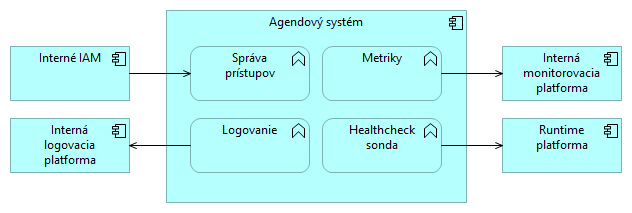 Agendový systém
Interné IAM
Správa
prístupov
Metriky
Interná
monitorovacia
platforma
Interná
logovacia
platforma
Logovanie
Healthcheck
sonda
Runtime
platforma